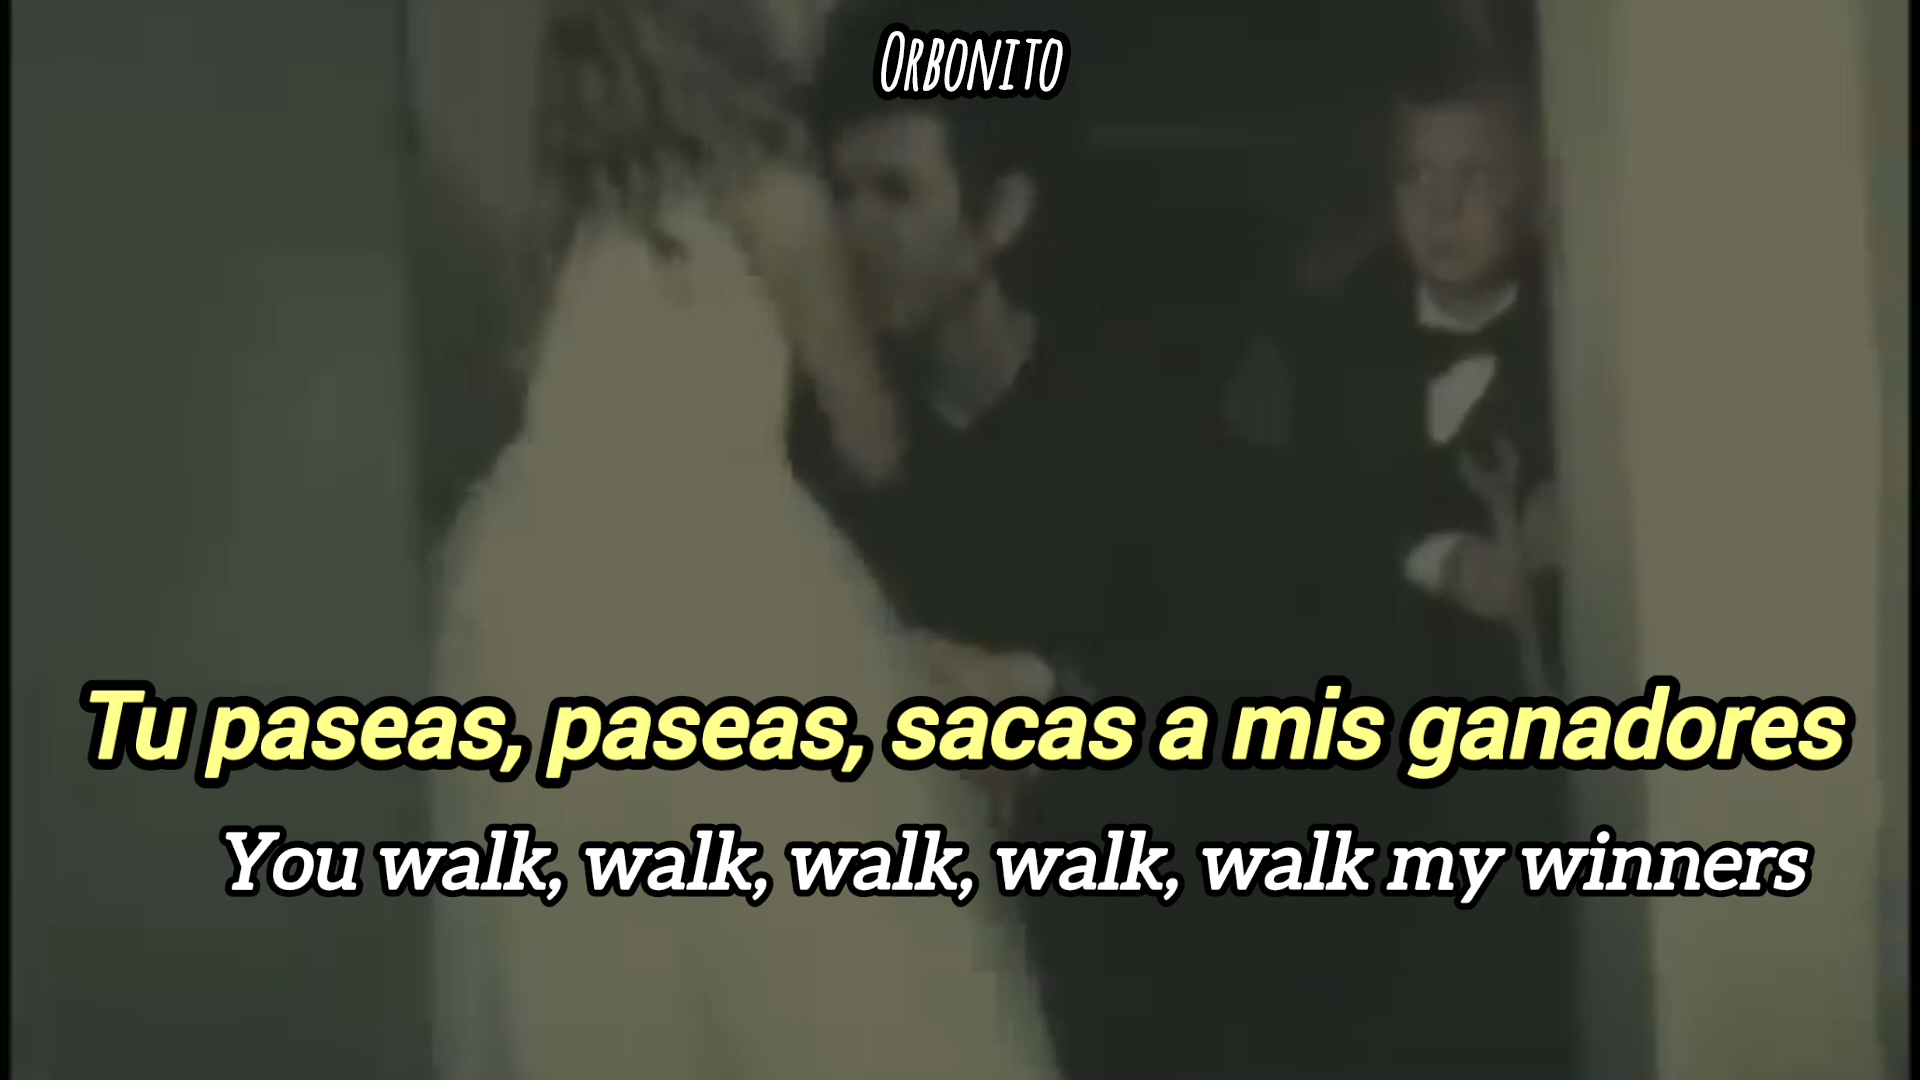 ORBONITO
Tu paseas, paseas, sacas a mis ganadores
You walk, walk, walk, walk, walk my winners